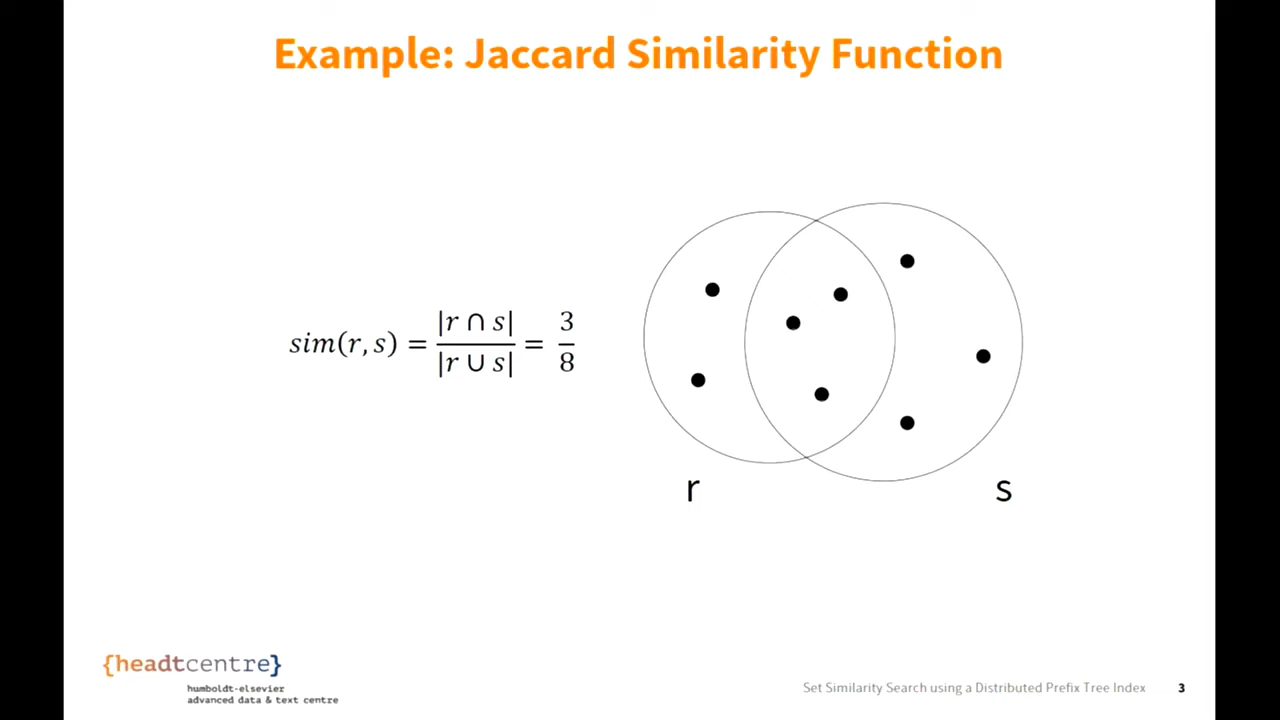 Example: Jaccard Similarity Function
sim(r, s) = |r ∩ s| / |r ∪ s| = 3 / 8
r
s
{headtcentre}
humboldt-elsevier
advanced data & text centre
Set Similarity Search using a Distributed Prefix Tree Index 3